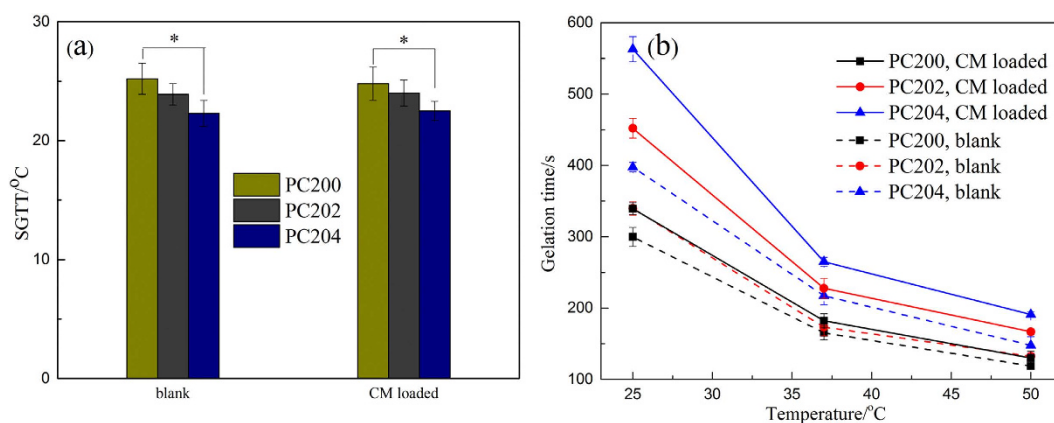 (a)
30
20
10
0
SGTT/°C
*
*
PC200
PC202
PC204
blank
CM loaded
(b)
600
500
400
300
200
100
Gelation time/s
PC200, CM loaded
PC202, CM loaded
PC204, CM loaded
PC200, blank
PC202, blank
PC204, blank
25 30 35 40 45 50
Temperature/°C